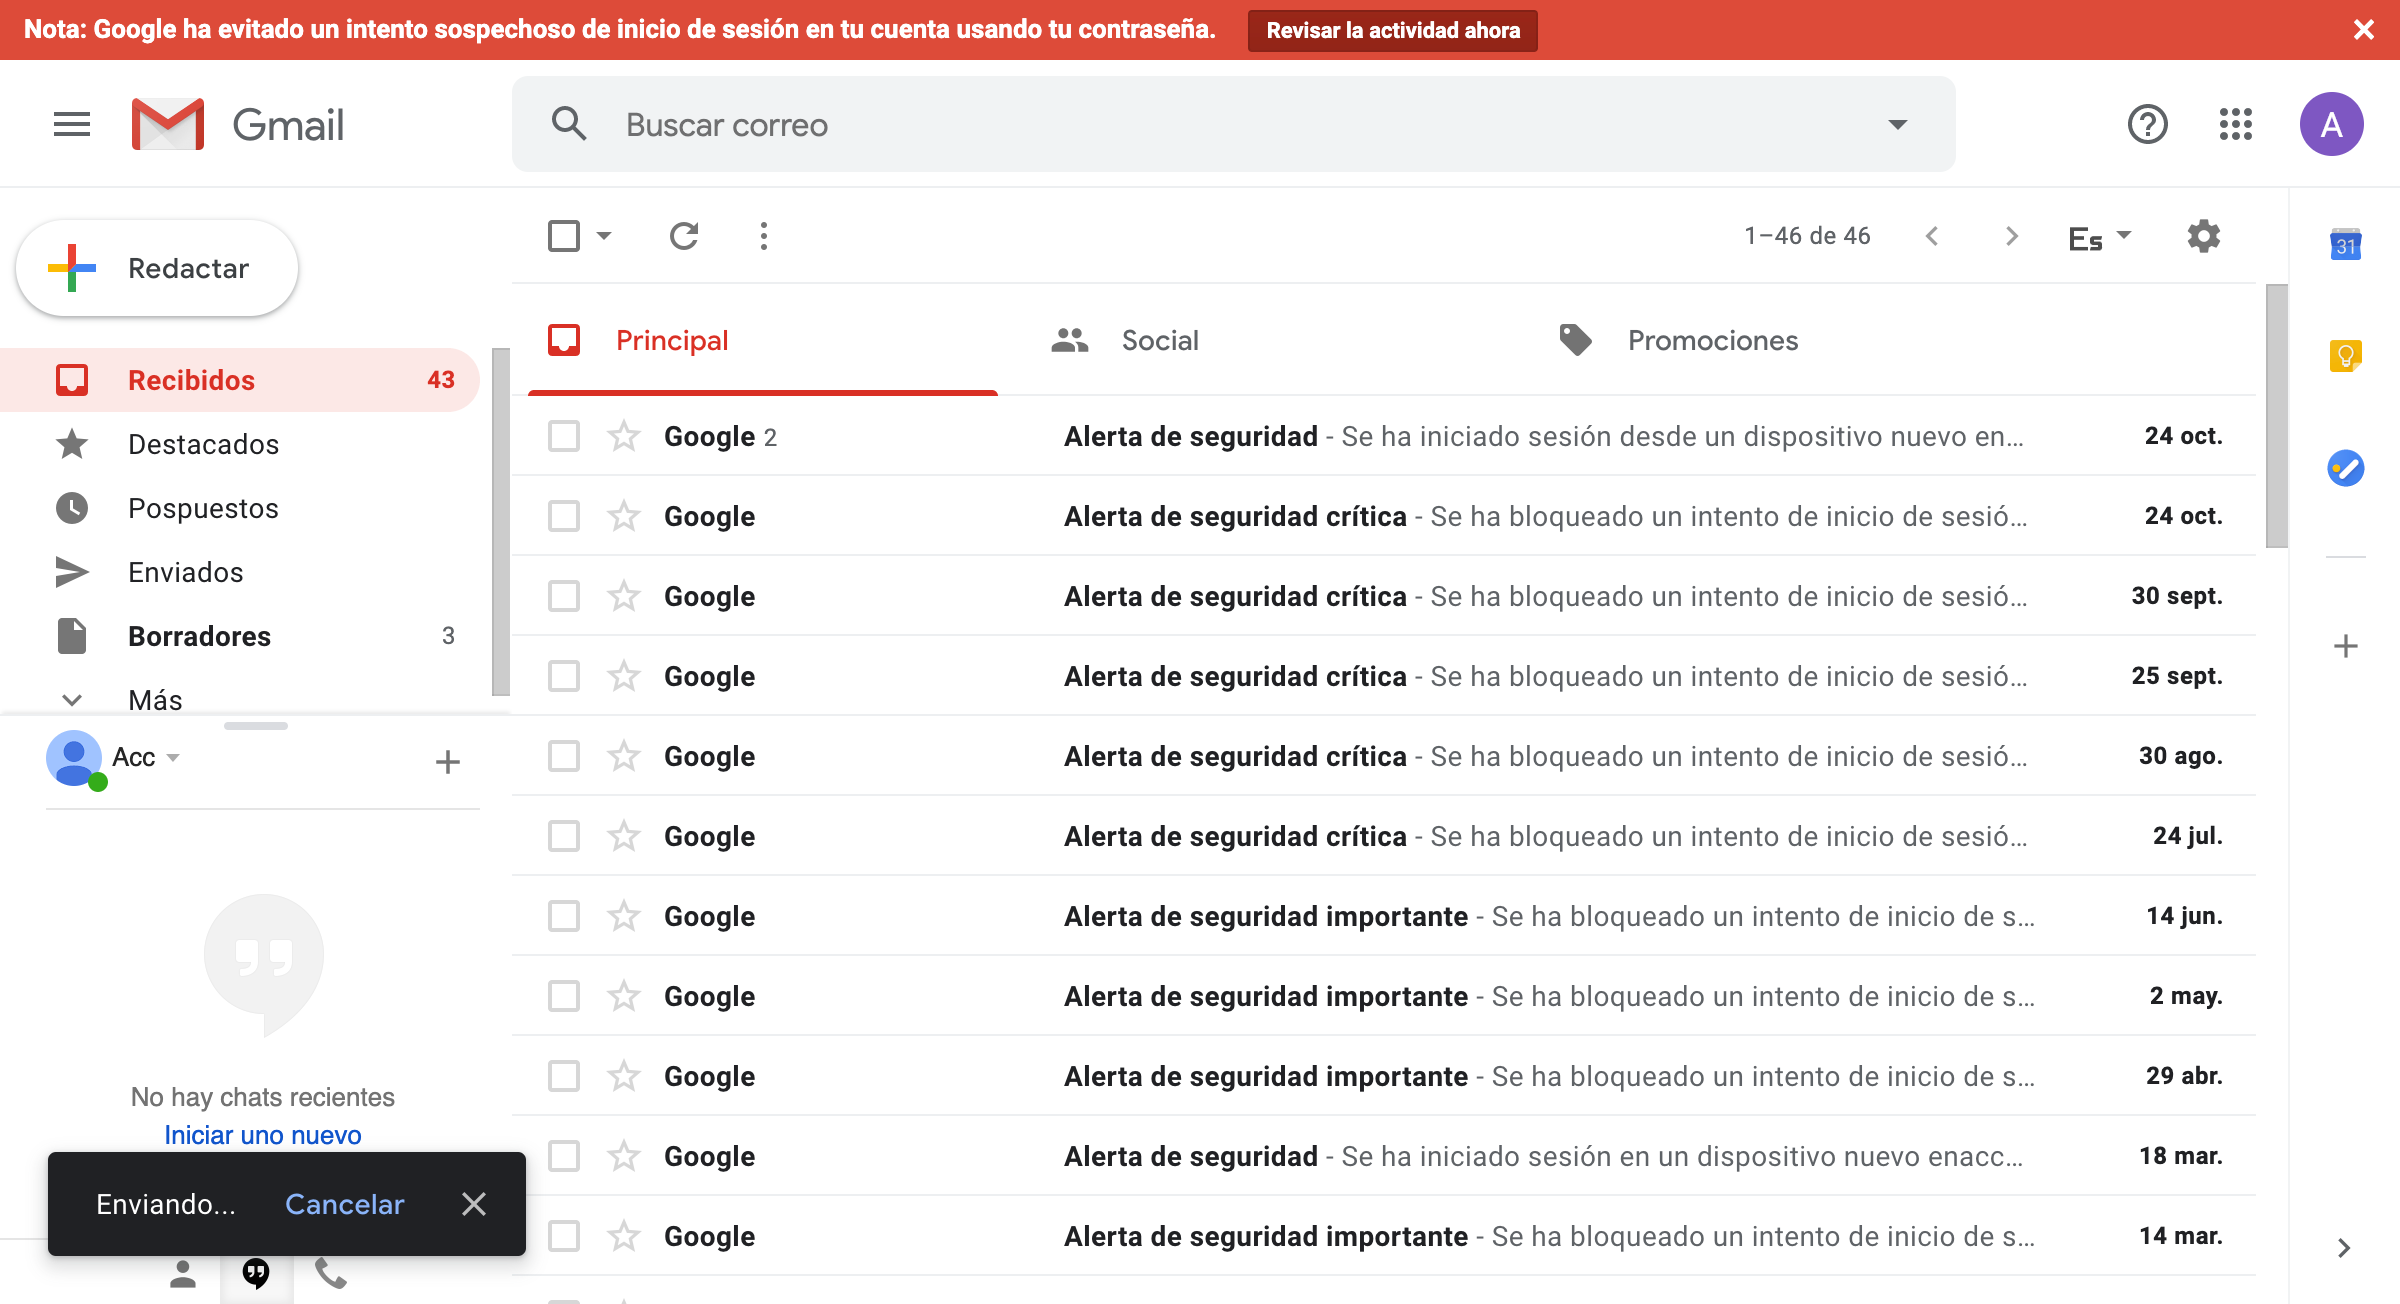 Nota: Google ha evitado un intento sospechoso de inicio de sesión en tu cuenta usando tu contraseña. Revisar la actividad ahora
Gmail
Buscar correo
A
Redactar
1–46 de 46
Es
31
Principal
Social
Promociones
Recibidos 43
Destacados
Pospuestos
Enviados
Borradores 3
Más
Google 2 Alerta de seguridad - Se ha iniciado sesión desde un dispositivo nuevo en... 24 oct.
Google Alerta de seguridad crítica - Se ha bloqueado un intento de inicio de sesió... 24 oct.
Google Alerta de seguridad crítica - Se ha bloqueado un intento de inicio de sesió... 30 sept.
Google Alerta de seguridad crítica - Se ha bloqueado un intento de inicio de sesió... 25 sept.
Google Alerta de seguridad crítica - Se ha bloqueado un intento de inicio de sesió... 30 ago.
Google Alerta de seguridad crítica - Se ha bloqueado un intento de inicio de sesió... 24 jul.
Google Alerta de seguridad importante - Se ha bloqueado un intento de inicio de s... 14 jun.
Google Alerta de seguridad importante - Se ha bloqueado un intento de inicio de s... 2 may.
Google Alerta de seguridad importante - Se ha bloqueado un intento de inicio de s... 29 abr.
Google Alerta de seguridad - Se ha iniciado sesión en un dispositivo nuevo enacc... 18 mar.
Google Alerta de seguridad importante - Se ha bloqueado un intento de inicio de s... 14 mar.
Acc
No hay chats recientes
Iniciar uno nuevo
Enviando... Cancelar